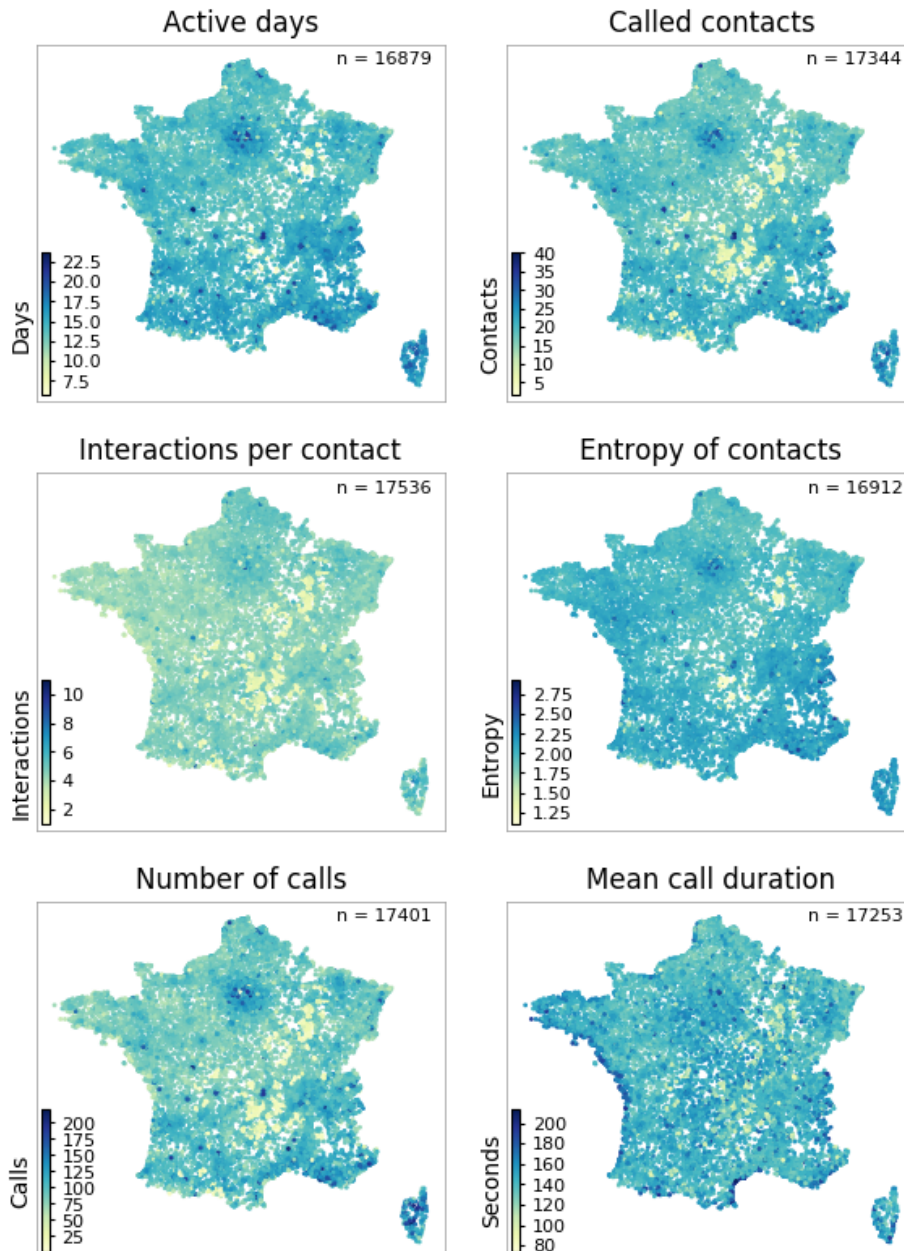 Active days
n = 16879
22.5
20.0
17.5
15.0
12.5
10.0
7.5
Days
Called contacts
n = 17344
40
35
30
25
20
15
10
5
Contacts
Interactions per contact
n = 17536
10
8
6
4
2
Interactions
Entropy of contacts
n = 16912
2.75
2.50
2.25
2.00
1.75
1.50
1.25
Entropy
Number of calls
n = 17401
200
175
150
125
100
75
50
25
Calls
Mean call duration
n = 17253
200
180
160
140
120
100
80
Seconds